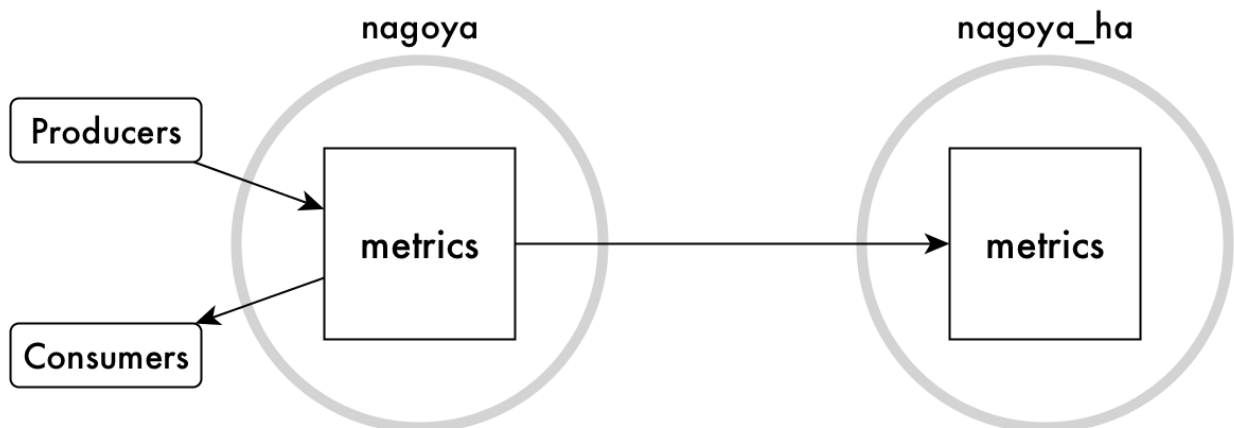 nagoya
nagoya_ha
Producers
metrics
metrics
Consumers